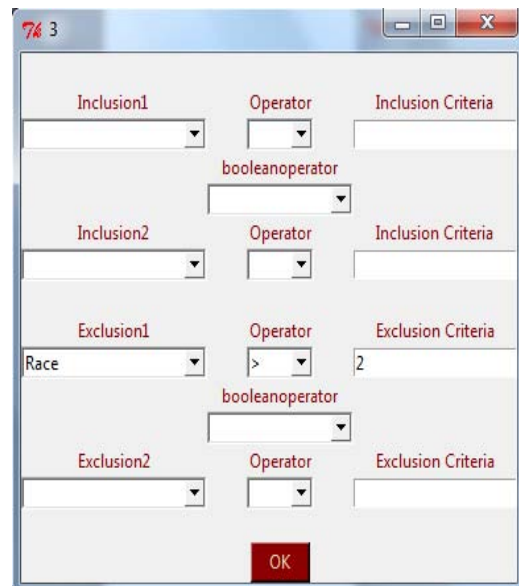 3
Inclusion1 Operator Inclusion Criteria
booleanoperator
Inclusion2 Operator Inclusion Criteria
Exclusion1 Operator Exclusion Criteria
Race > 2
booleanoperator
Exclusion2 Operator Exclusion Criteria
OK